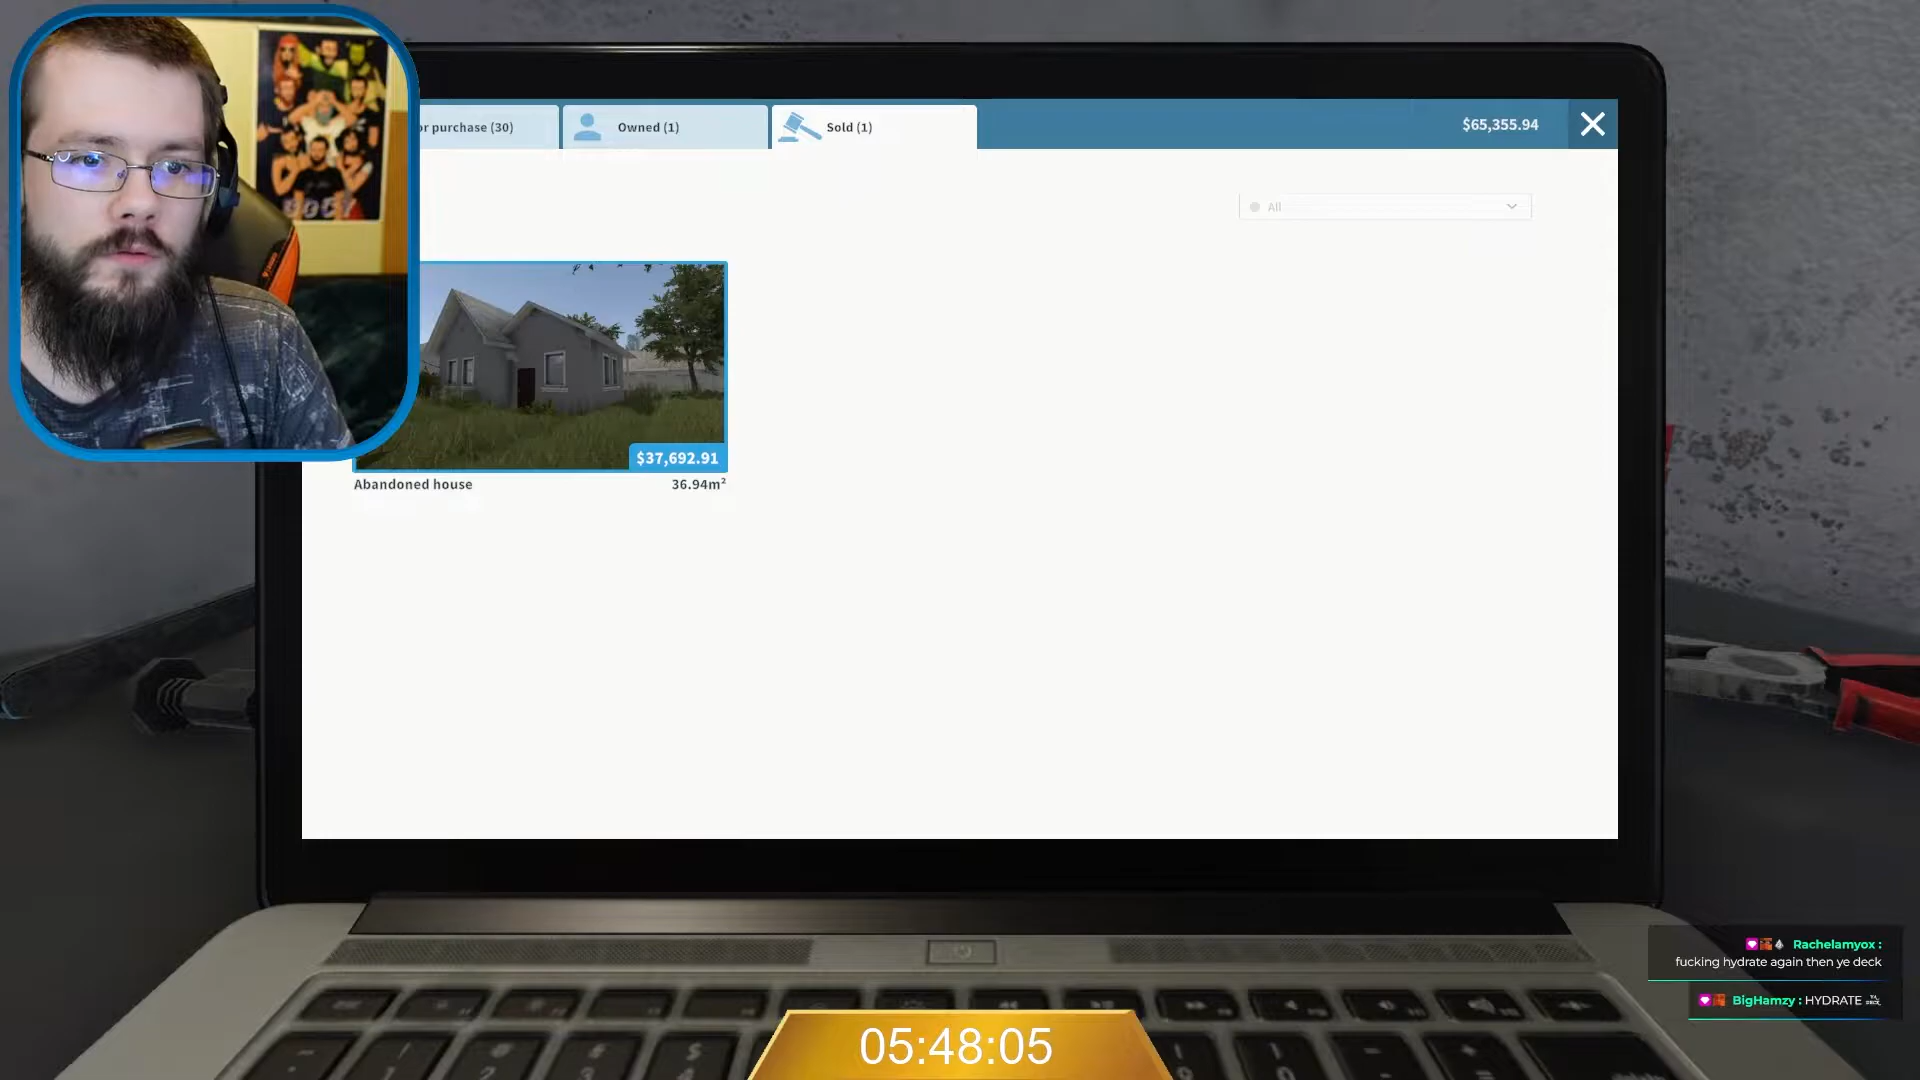 or purchase (30)
Owned (1)
Sold (1)
$65,355.94
All
$37,692.91
Abandoned house
36.94m²
Rachelamyox :
fucking hydrate again then ye deck
BigHamzy : HYDRATE
05:48:05